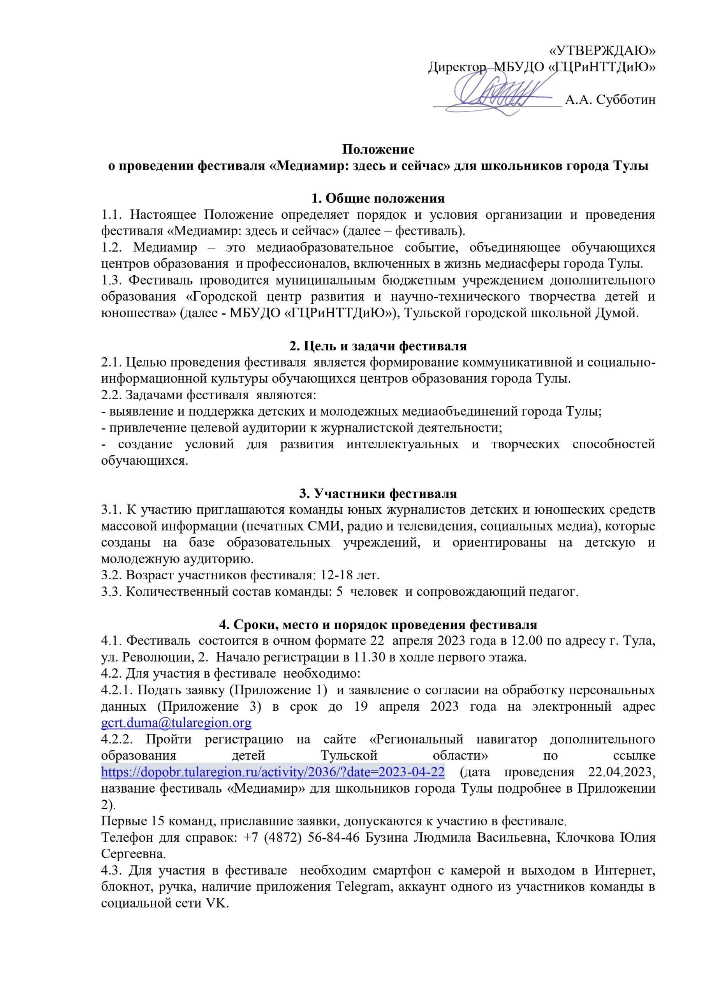 «УТВЕРЖДАЮ»
Директор МБУДО «ГЦРиНТТДиЮ»
____________________ А.А. Субботин
Положение
о проведении фестиваля «Медиамир: здесь и сейчас» для школьников города Тулы
1. Общие положения
1.1. Настоящее Положение определяет порядок и условия организации и проведения
фестиваля «Медиамир: здесь и сейчас» (далее – фестиваль).
1.2. Медиамир – это медиаобразовательное событие, объединяющее обучающихся
центров образования и профессионалов, включенных в жизнь медиасферы города Тулы.
1.3. Фестиваль проводится муниципальным бюджетным учреждением дополнительного
образования «Городской центр развития и научно-технического творчества детей и
юношества» (далее - МБУДО «ГЦРиНТТДиЮ»), Тульской городской школьной Думой.
2. Цель и задачи фестиваля
2.1. Целью проведения фестиваля является формирование коммуникативной и социально-
информационной культуры обучающихся центров образования города Тулы.
2.2. Задачами фестиваля являются:
- выявление и поддержка детских и молодежных медиаобъединений города Тулы;
- привлечение целевой аудитории к журналистской деятельности;
- создание условий для развития интеллектуальных и творческих способностей
обучающихся.
3. Участники фестиваля
3.1. К участию приглашаются команды юных журналистов детских и юношеских средств
массовой информации (печатных СМИ, радио и телевидения, социальных медиа), которые
созданы на базе образовательных учреждений, и ориентированы на детскую и
молодежную аудиторию.
3.2. Возраст участников фестиваля: 12-18 лет.
3.3. Количественный состав команды: 5 человек и сопровождающий педагог.
4. Сроки, место и порядок проведения фестиваля
4.1. Фестиваль состоится в очном формате 22 апреля 2023 года в 12.00 по адресу г. Тула,
ул. Революции, 2. Начало регистрации в 11.30 в холле первого этажа.
4.2. Для участия в фестивале необходимо:
4.2.1. Подать заявку (Приложение 1) и заявление о согласии на обработку персональных
данных (Приложение 3) в срок до 19 апреля 2023 года на электронный адрес
gcrt.duma@tularegion.org
4.2.2. Пройти регистрацию на сайте «Региональный навигатор дополнительного
образования детей Тульской области» по ссылке
https://dopobr.tularegion.ru/activity/2036/?date=2023-04-22 (дата проведения 22.04.2023,
название фестиваль «Медиамир» для школьников города Тулы подробнее в Приложении
2).
Первые 15 команд, приславшие заявки, допускаются к участию в фестивале.
Телефон для справок: +7 (4872) 56-84-46 Бузина Людмила Васильевна, Клочкова Юлия
Сергеевна.
4.3. Для участия в фестивале необходим смартфон с камерой и выходом в Интернет,
блокнот, ручка, наличие приложения Telegram, аккаунт одного из участников команды в
социальной сети VK.